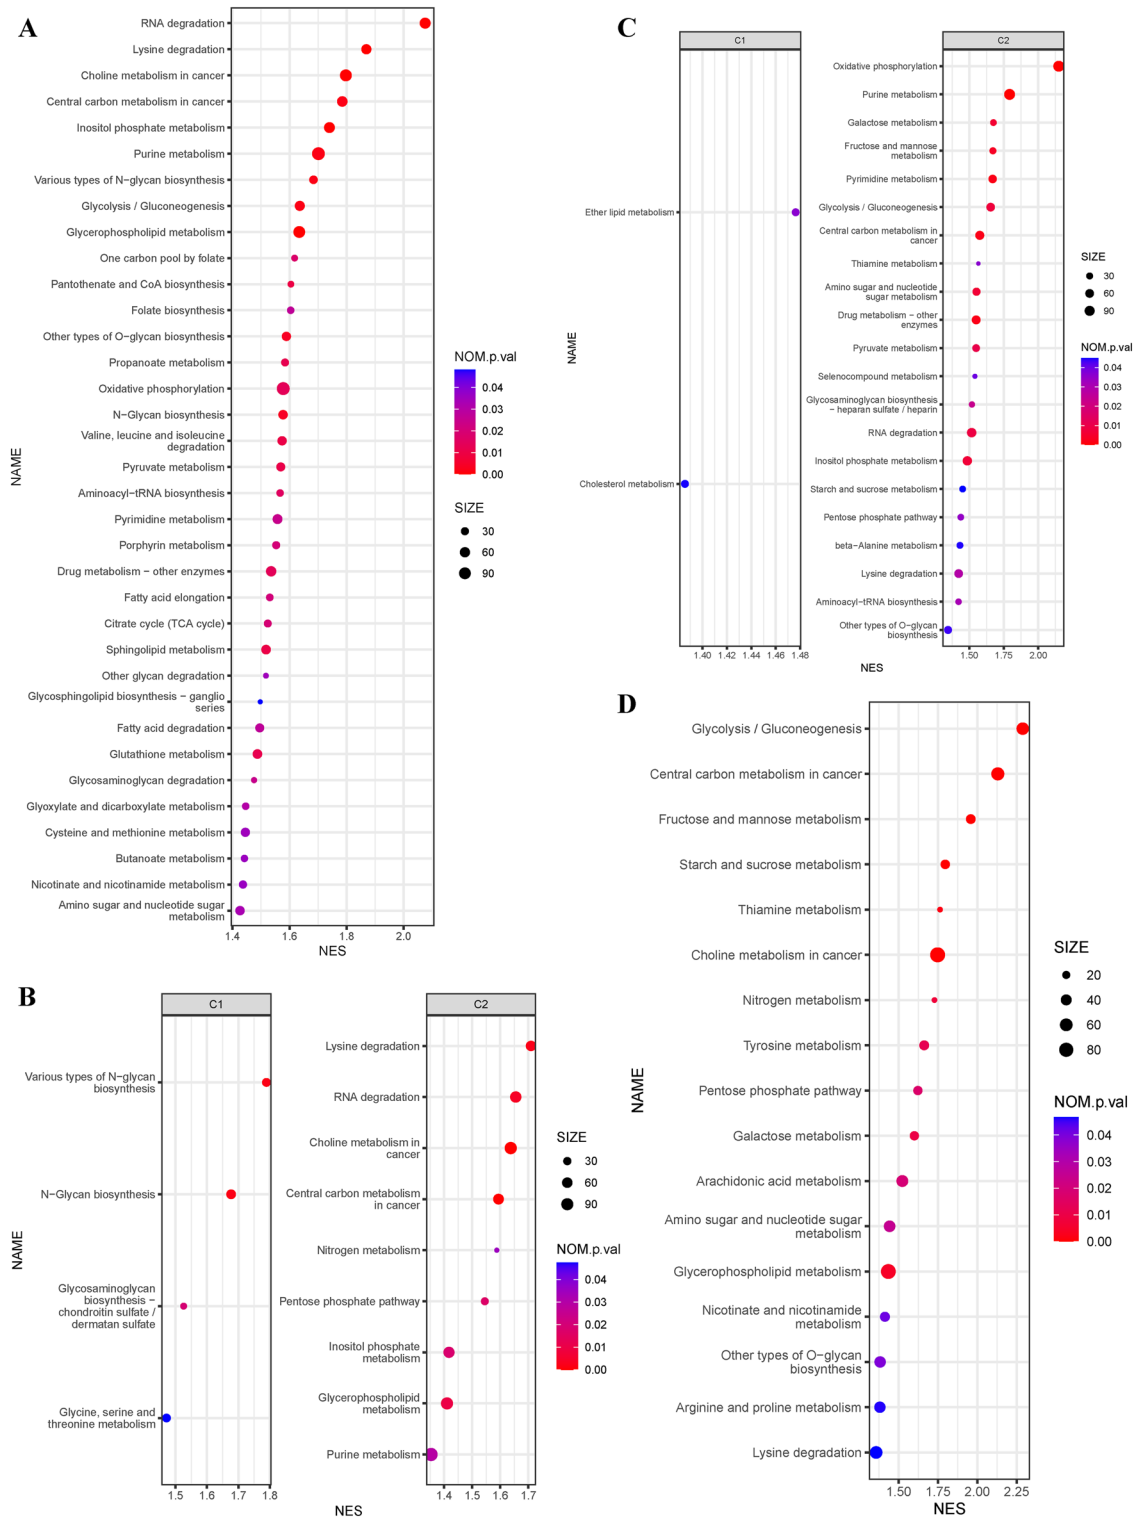 A
RNA degradation
Lysine degradation
Choline metabolism in cancer
Central carbon metabolism in cancer
Inositol phosphate metabolism
Purine metabolism
Various types of N−glycan biosynthesis
Glycolysis / Gluconeogenesis
Glycerophospholipid metabolism
One carbon pool by folate
Pantothenate and CoA biosynthesis
Folate biosynthesis
Other types of O−glycan biosynthesis
Propanoate metabolism
Oxidative phosphorylation
N−Glycan biosynthesis
Valine, leucine and isoleucine
degradation
Pyruvate metabolism
Aminoacyl−tRNA biosynthesis
Pyrimidine metabolism
Porphyrin metabolism
Drug metabolism − other enzymes
Fatty acid elongation
Citrate cycle (TCA cycle)
Sphingolipid metabolism
Other glycan degradation
Glycosphingolipid biosynthesis − ganglio
series
Fatty acid degradation
Glutathione metabolism
Glycosaminoglycan degradation
Glyoxylate and dicarboxylate metabolism
Cysteine and methionine metabolism
Butanoate metabolism
Nicotinate and nicotinamide metabolism
Amino sugar and nucleotide sugar
metabolism
NAME
1.4 1.6 1.8 2.0
NES
NOM.p.val
0.04
0.03
0.02
0.01
0.00
SIZE
30
60
90
B
C1
Various types of N−glycan
biosynthesis
N−Glycan biosynthesis
Glycosaminoglycan
biosynthesis −
chondroitin sulfate /
dermatan sulfate
Glycine, serine and
threonine metabolism
NAME
1.5 1.6 1.7 1.8
C2
Lysine degradation
RNA degradation
Choline metabolism in
cancer
Central carbon metabolism
in cancer
Nitrogen metabolism
Pentose phosphate pathway
Inositol phosphate
metabolism
Glycerophospholipid
metabolism
Purine metabolism
1.4 1.5 1.6 1.7
NES
SIZE
30
60
90
NOM.p.val
0.04
0.03
0.02
0.01
0.00
C
C1
Ether lipid metabolism
Cholesterol metabolism
NAME
1.40 1.42 1.44 1.46 1.48
C2
Oxidative phosphorylation
Purine metabolism
Galactose metabolism
Fructose and mannose
metabolism
Pyrimidine metabolism
Glycolysis / Gluconeogenesis
Central carbon metabolism in
cancer
Thiamine metabolism
Amino sugar and nucleotide
sugar metabolism
Drug metabolism − other
enzymes
Pyruvate metabolism
Selenocompound metabolism
Glycosaminoglycan biosynthesis
− heparan sulfate / heparin
RNA degradation
Inositol phosphate metabolism
Starch and sucrose metabolism
Pentose phosphate pathway
beta−Alanine metabolism
Lysine degradation
Aminoacyl−tRNA biosynthesis
Other types of O−glycan
biosynthesis
1.50 1.75 2.00
NES
SIZE
30
60
90
NOM.p.val
0.04
0.03
0.02
0.01
0.00
D
Glycolysis / Gluconeogenesis
Central carbon metabolism in cancer
Fructose and mannose metabolism
Starch and sucrose metabolism
Thiamine metabolism
Choline metabolism in cancer
Nitrogen metabolism
Tyrosine metabolism
Pentose phosphate pathway
Galactose metabolism
Arachidonic acid metabolism
Amino sugar and nucleotide sugar
metabolism
Glycerophospholipid metabolism
Nicotinate and nicotinamide
metabolism
Other types of O−glycan
biosynthesis
Arginine and proline metabolism
Lysine degradation
NAME
1.50 1.75 2.00 2.25
NES
SIZE
20
40
60
80
NOM.p.val
0.04
0.03
0.02
0.01
0.00